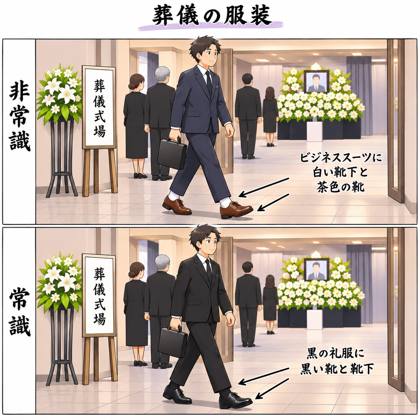 葬儀の服装
非常識
葬儀式場
ビジネススーツに
白い靴下と
茶色の靴
常識
葬儀式場
黒の礼服に
黒い靴と靴下